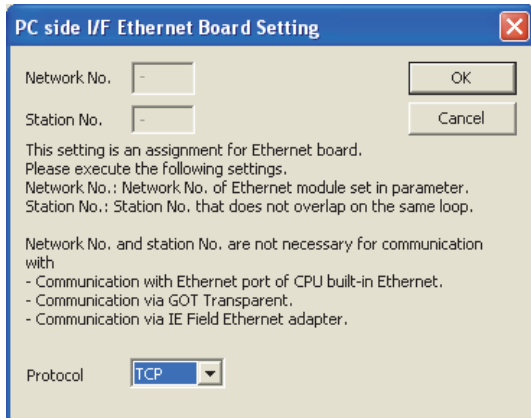 PC side I/F Ethernet Board Setting
Network No. -
OK
Station No. -
Cancel
This setting is an assignment for Ethernet board.
Please execute the following settings.
Network No.: Network No. of Ethernet module set in parameter.
Station No.: Station No. that does not overlap on the same loop.
Network No. and station No. are not necessary for communication
with
- Communication with Ethernet port of CPU built-in Ethernet.
- Communication via GOT Transparent.
- Communication via IE Field Ethernet adapter.
Protocol TCP